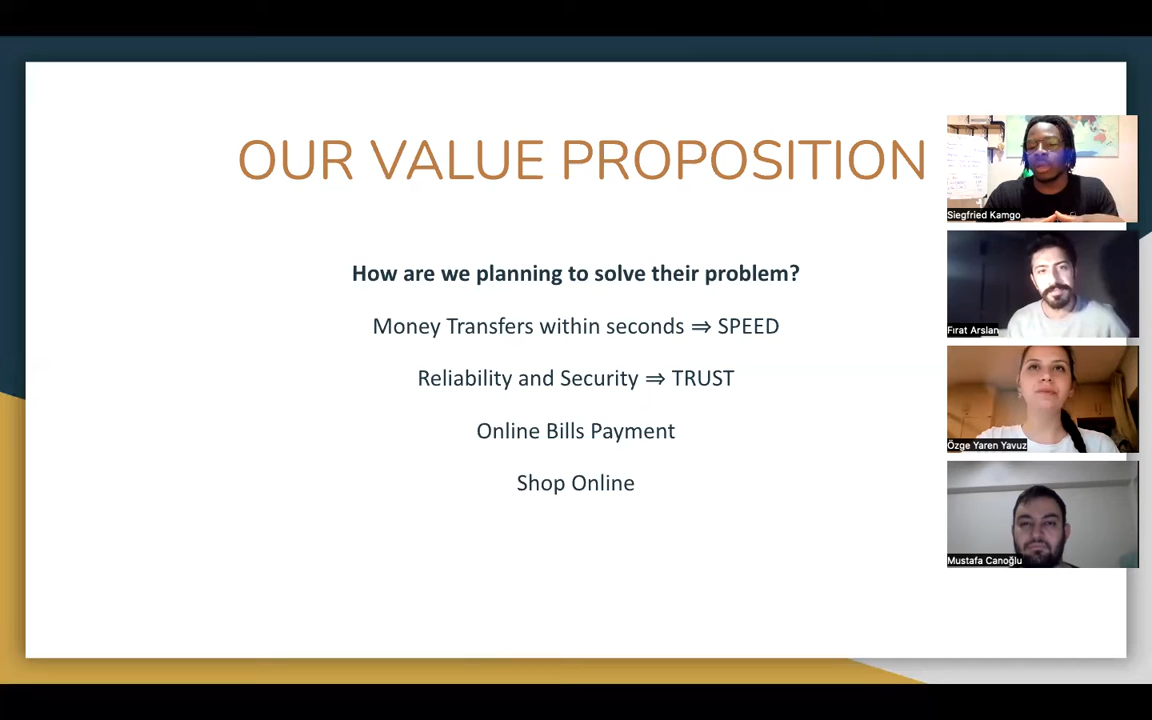 OUR VALUE PROPOSITION
How are we planning to solve their problem?
Money Transfers within seconds ⇒ SPEED
Reliability and Security ⇒ TRUST
Online Bills Payment
Shop Online
Siegfried Kamgo
Fırat Arslan
Özge Yaren Yavuz
Mustafa Canoğlu